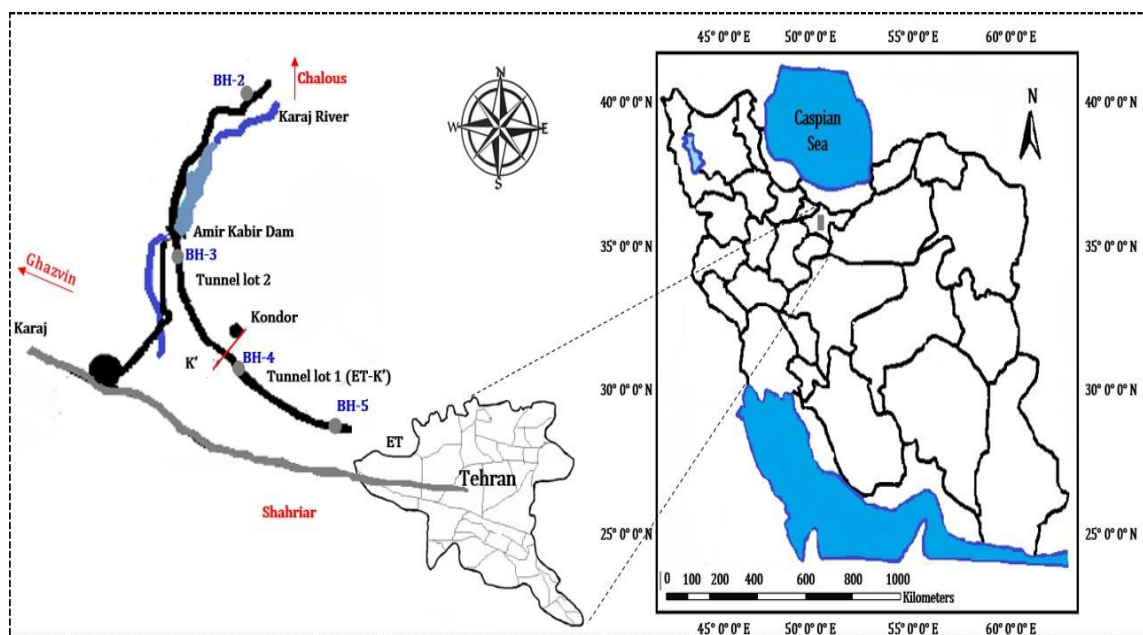 BH-2
Chalous
Karaj River
N
W
E
S
Amir Kabir Dam
BH-3
Ghazvin
Tunnel lot 2
Karaj
Kondor
K'
BH-4
Tunnel lot 1 (ET-K')
BH-5
ET
Tehran
Shahriar
45° 0' 0" E
50° 0' 0" E
55° 0' 0" E
60° 0' 0" E
40° 0' 0" N
40° 0' 0" N
Caspian
Sea
N
35° 0' 0" N
35° 0' 0" N
30° 0' 0" N
30° 0' 0" N
25° 0' 0" N
25° 0' 0" N
0 100 200 400 600 800 1000
Kilometers
45° 0' 0" E
50° 0' 0" E
55° 0' 0" E
60° 0' 0" E